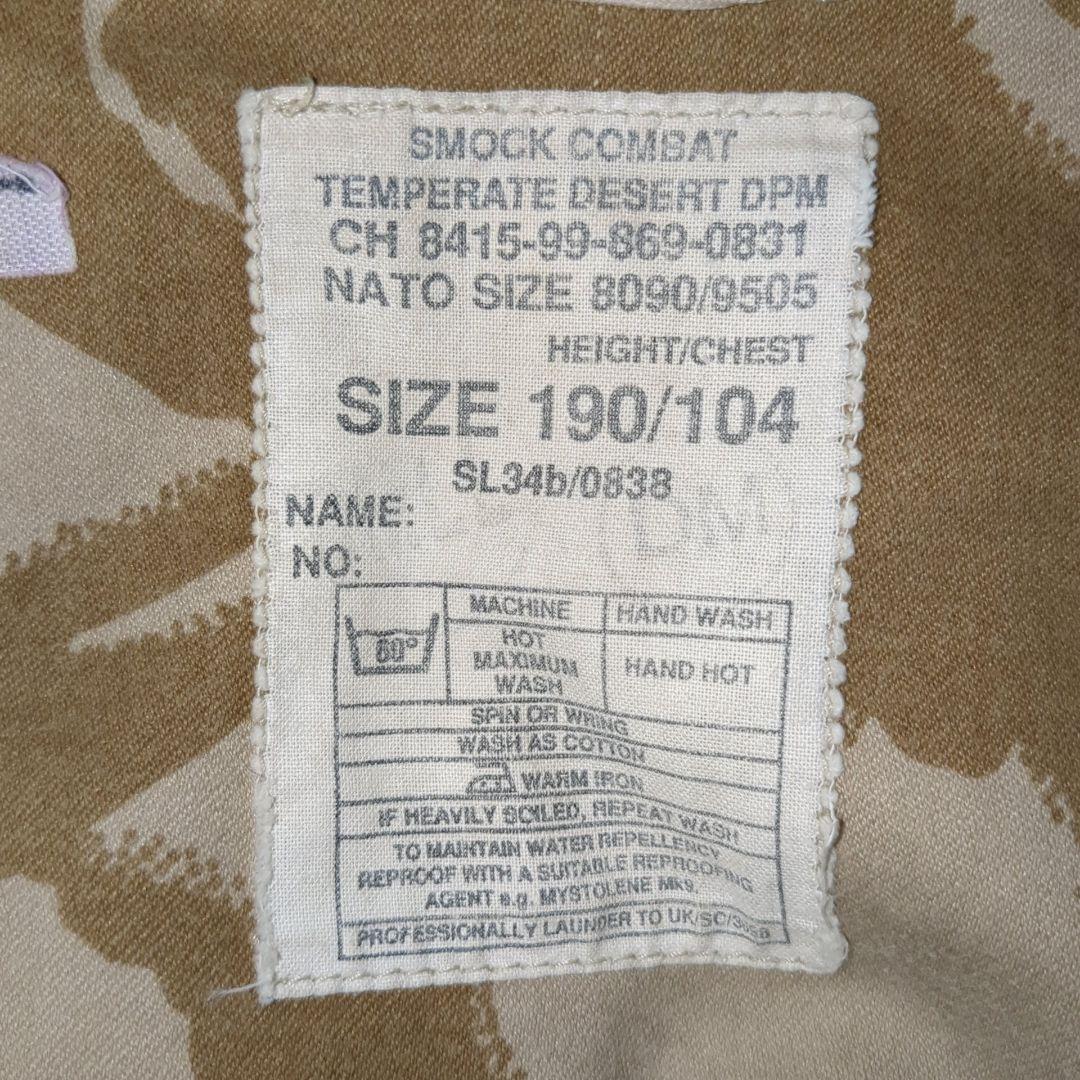 SMOCK COMBAT
TEMPERATE DESERT DPM
CH 8415-99-869-0831
NATO SIZE 8090/9505
HEIGHT/CHEST
SIZE 190/104
SL34b/0838
NAME:
NO:
60° MACHINE HAND WASH
HOT MAXIMUM WASH HAND HOT
SPIN OR WRING
WASH AS COTTON
WARM IRON
IF HEAVILY SOILED, REPEAT WASH
TO MAINTAIN WATER REPELLENCY
REPROOF WITH A SUITABLE REPROOFING
AGENT e.g. MYSTOLENE MK9.
PROFESSIONALLY LAUNDER TO